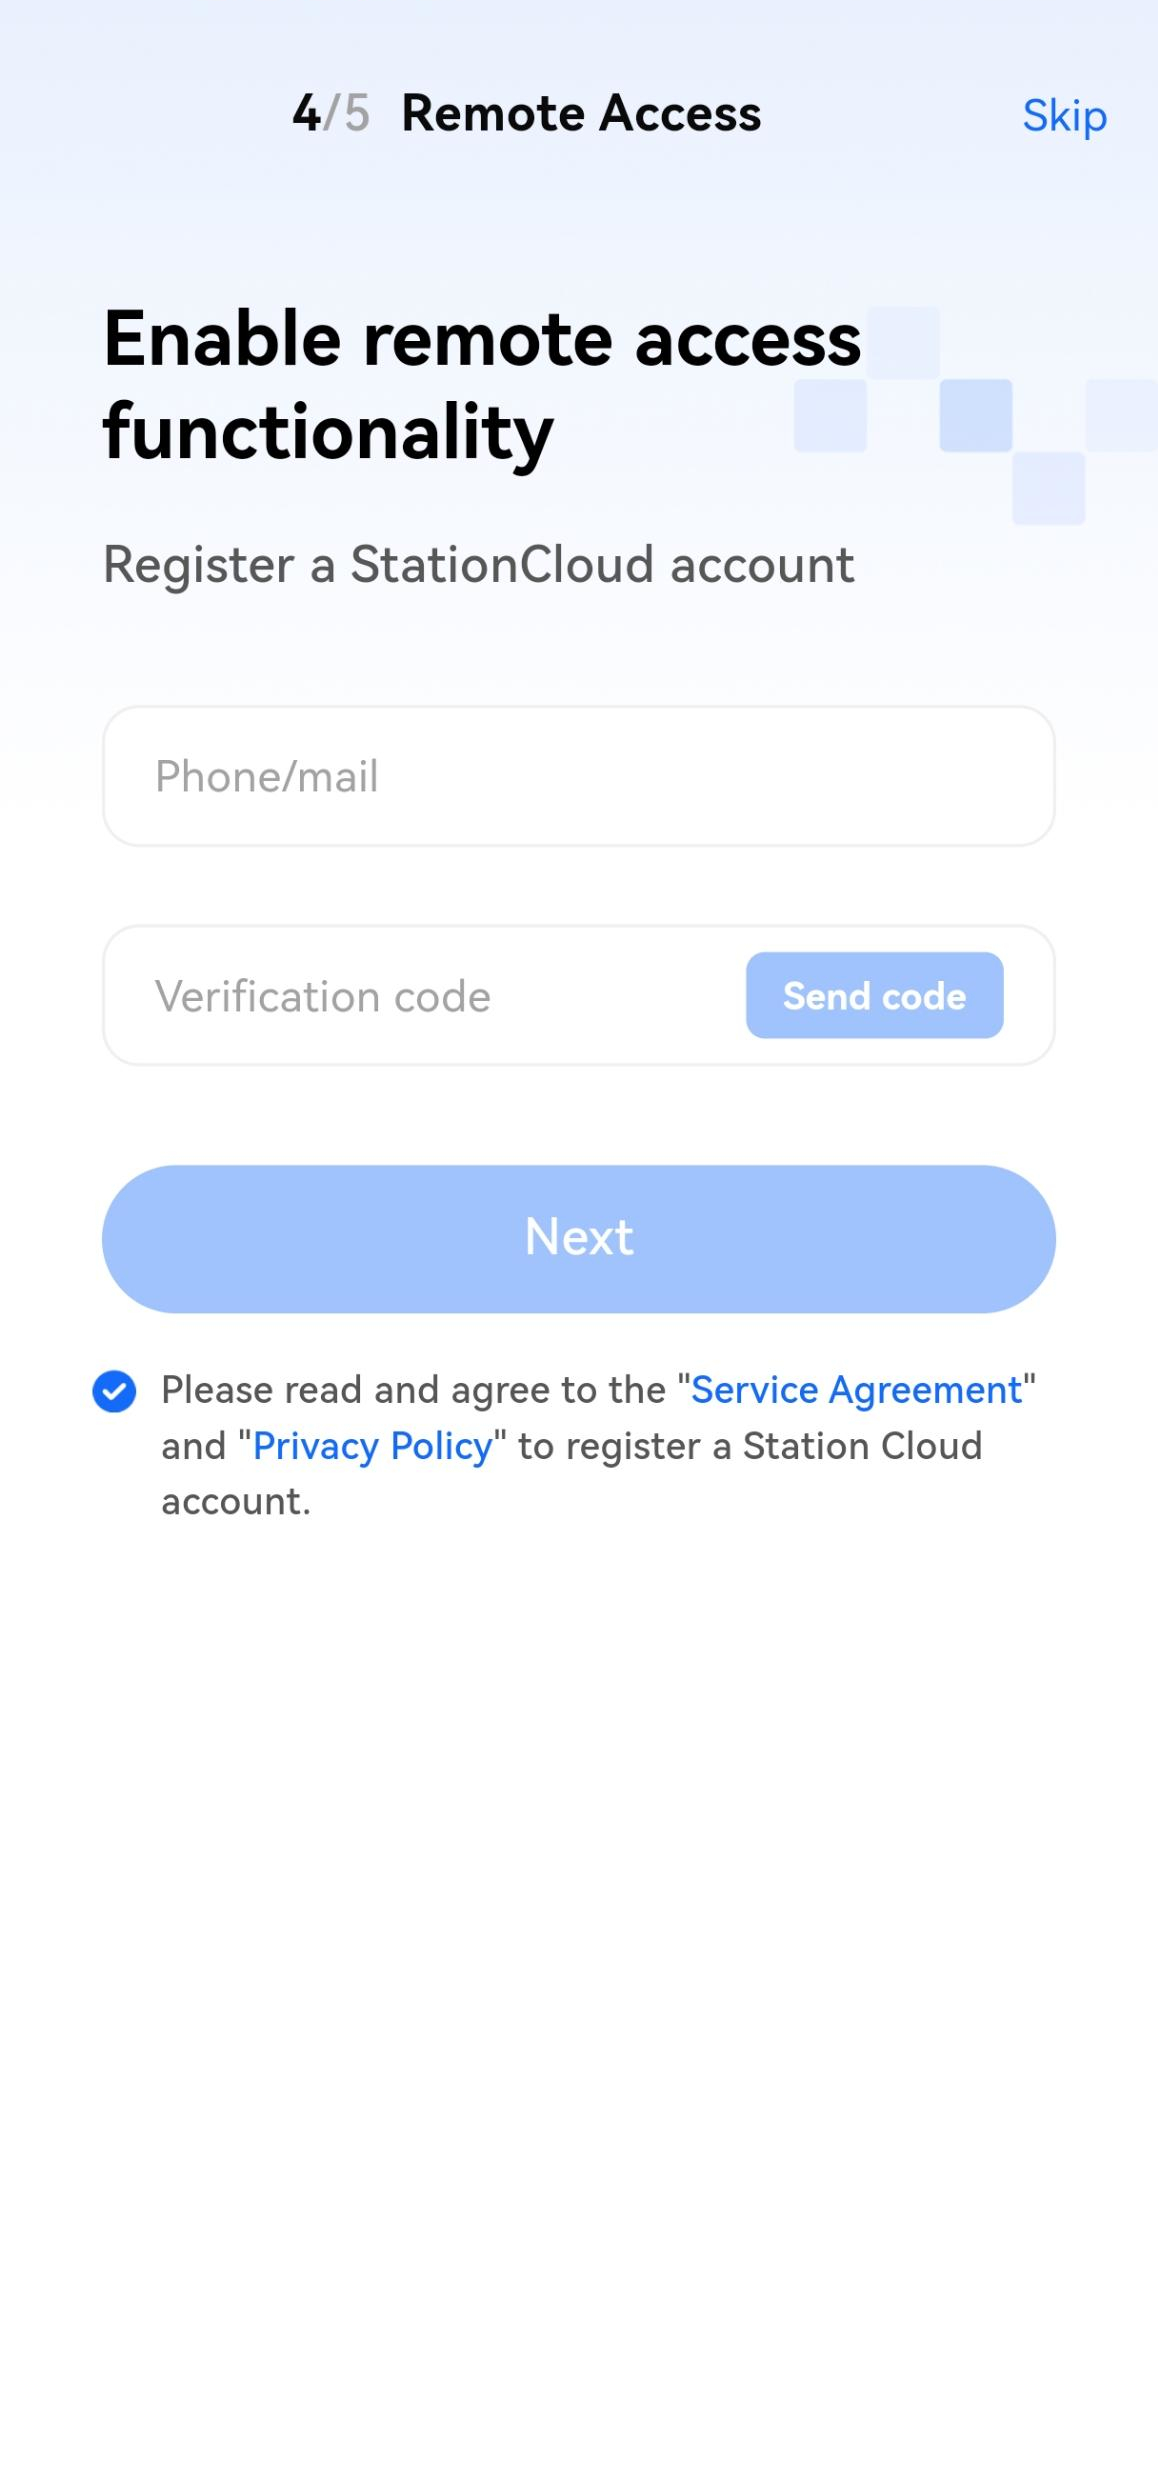 4/5 Remote Access
Skip
Enable remote access
functionality
Register a StationCloud account
Phone/mail
Verification code
Send code
Next
Please read and agree to the "Service Agreement"
and "Privacy Policy" to register a Station Cloud
account.